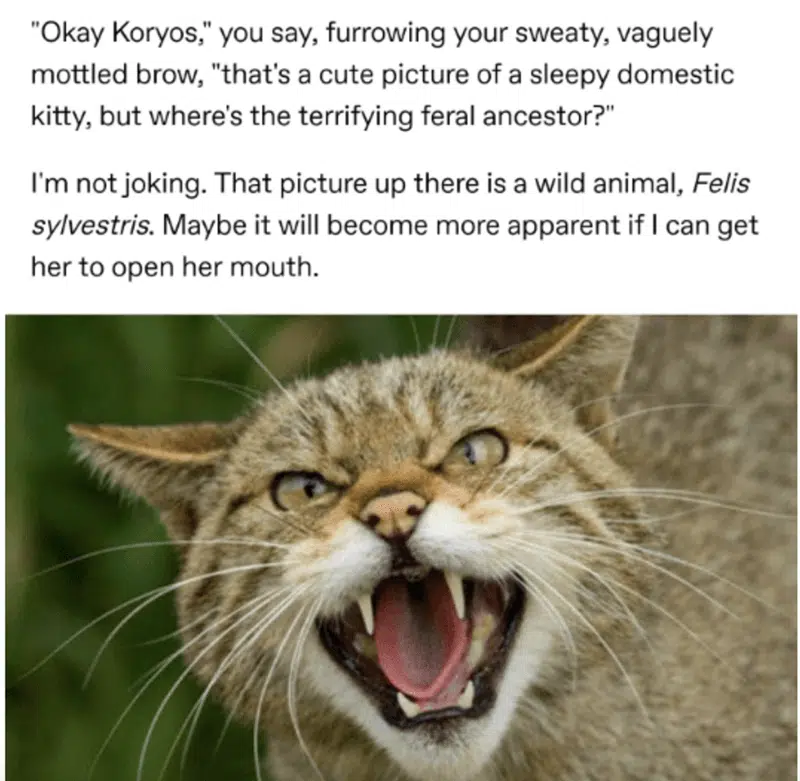 "Okay Koryos," you say, furrowing your sweaty, vaguely
mottled brow, "that's a cute picture of a sleepy domestic
kitty, but where's the terrifying feral ancestor?"
I'm not joking. That picture up there is a wild animal, Felis
sylvestris. Maybe it will become more apparent if I can get
her to open her mouth.